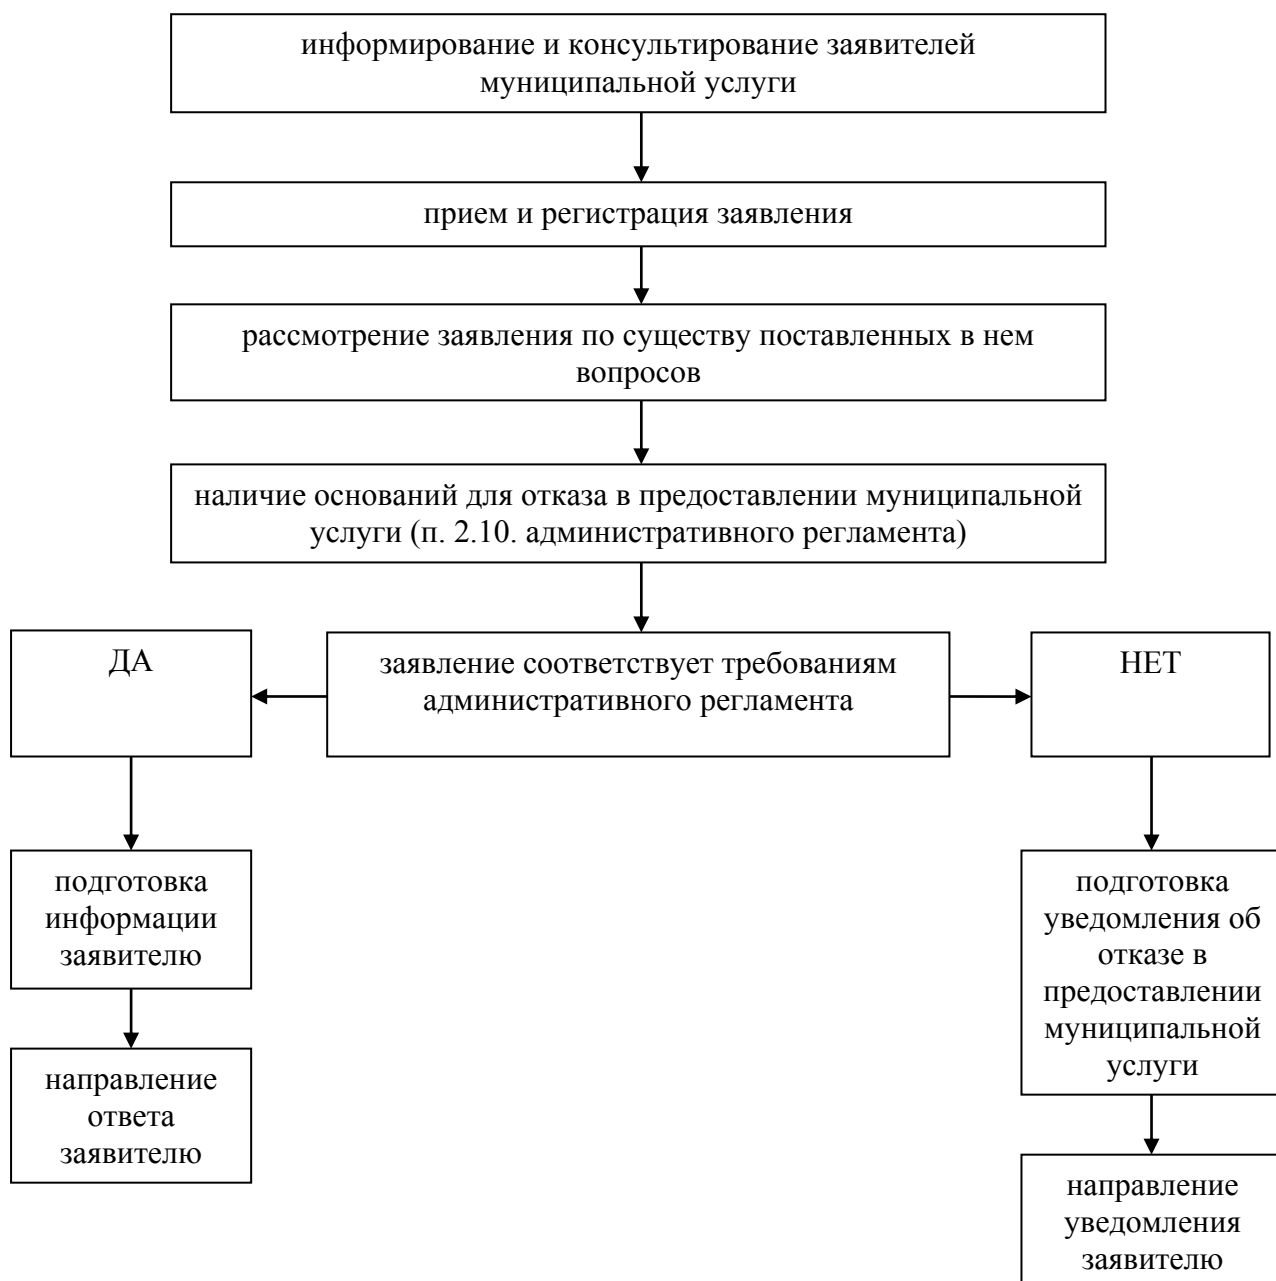 информирование и консультирование заявителей
муниципальной услуги
прием и регистрация заявления
рассмотрение заявления по существу поставленных в нем
вопросов
наличие оснований для отказа в предоставлении муниципальной
услуги (п. 2.10. административного регламента)
ДА
заявление соответствует требованиям
административного регламента
НЕТ
подготовка
информации
заявителю
направление
ответа
заявителю
подготовка
уведомления об
отказе в
предоставлении
муниципальной
услуги
направление
уведомления
заявителю